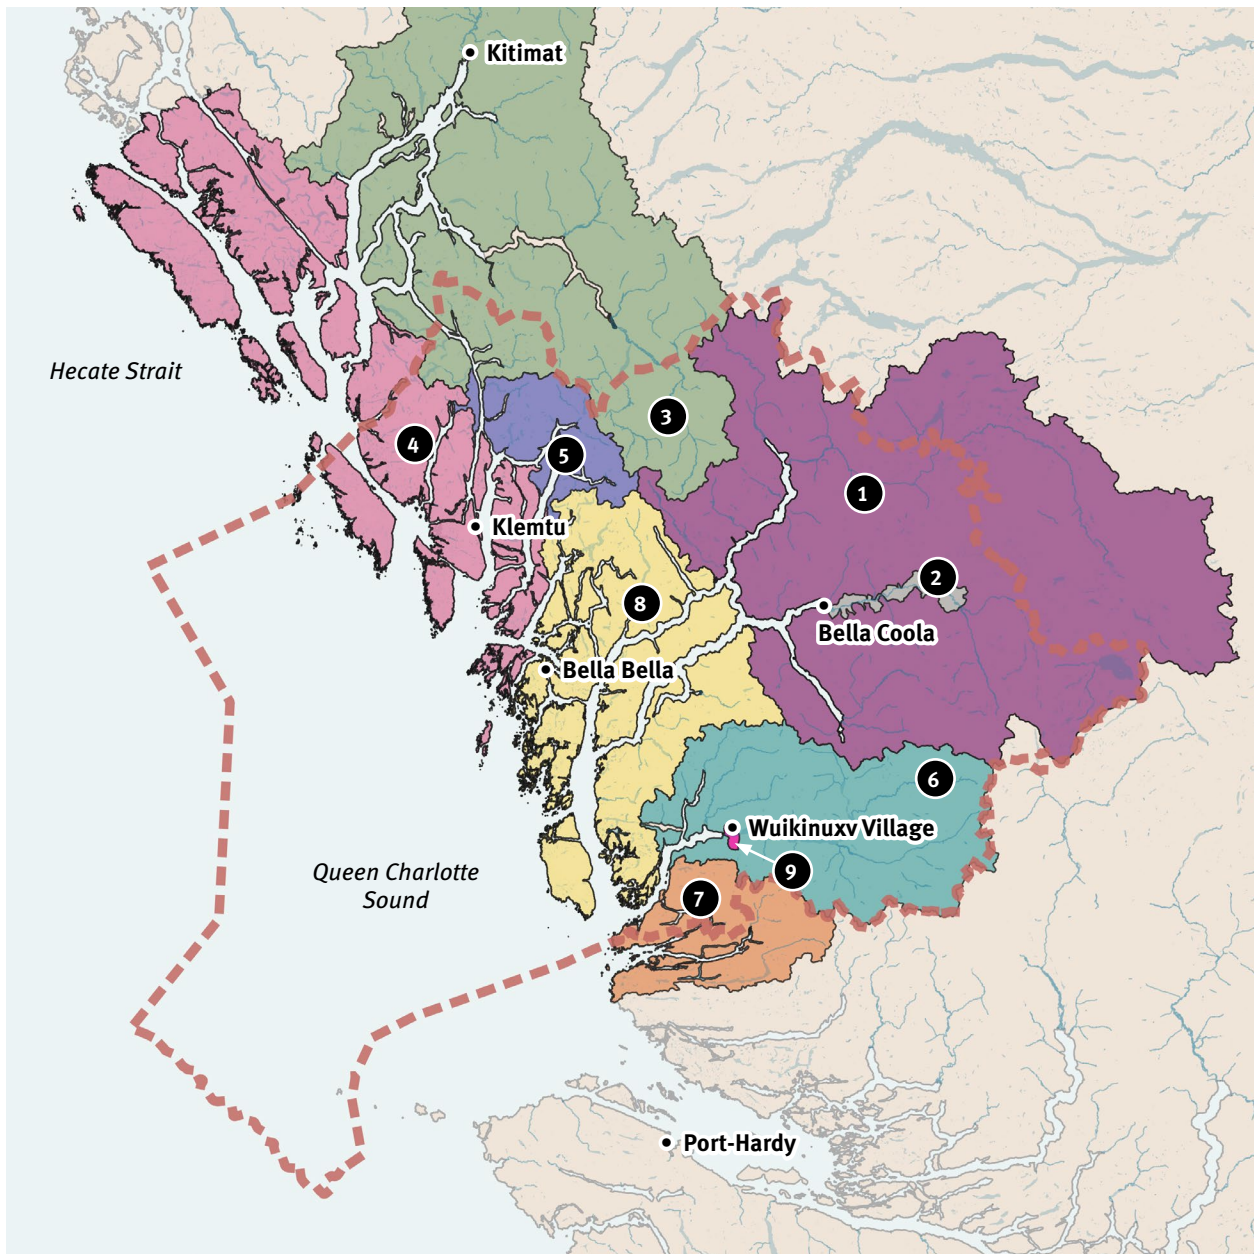 Kitimat
Hecate Strait
3
4
5
1
Klemtu
2
8
Bella Coola
Bella Bella
6
Wuikinuxv Village
Queen Charlotte
Sound
9
7
Port-Hardy